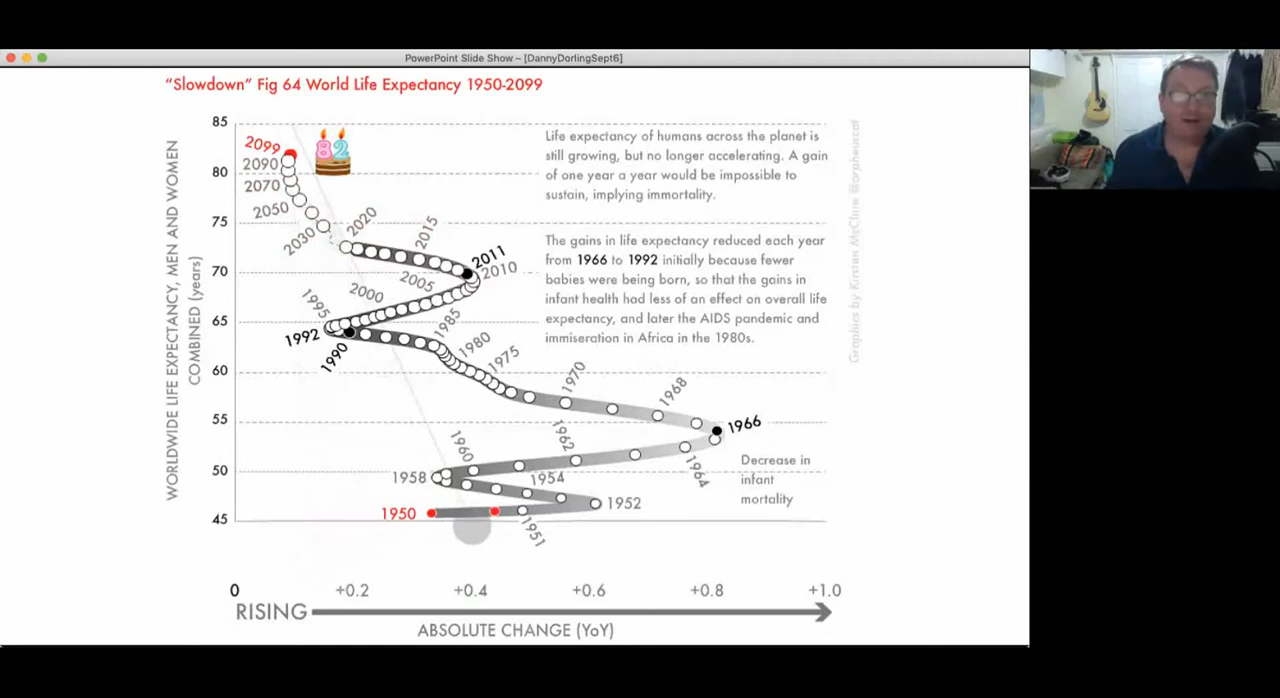 PowerPoint Slide Show – [DannyDorlingSept6]
"Slowdown" Fig 64 World Life Expectancy 1950-2099
WORLDWIDE LIFE EXPECTANCY, MEN AND WOMEN
COMBINED (years)
85
80
75
70
65
60
55
50
45
2099
2090
2070
2050
2030
82
2020
2015
2011
2010
2005
2000
1995
1992
1990
1985
1980
1975
1970
1968
1966
1964
1962
1960
1958
1954
1952
1951
1950
Life expectancy of humans across the planet is
still growing, but no longer accelerating. A gain
of one year a year would be impossible to
sustain, implying immortality.
The gains in life expectancy reduced each year
from 1966 to 1992 initially because fewer
babies were being born, so that the gains in
infant health had less of an effect on overall life
expectancy, and later the AIDS pandemic and
immiseration in Africa in the 1980s.
Decrease in
infant
mortality
Graphics by Kirsten McClure @orpheuscat
0
+0.2
+0.4
+0.6
+0.8
+1.0
RISING
ABSOLUTE CHANGE (YoY)